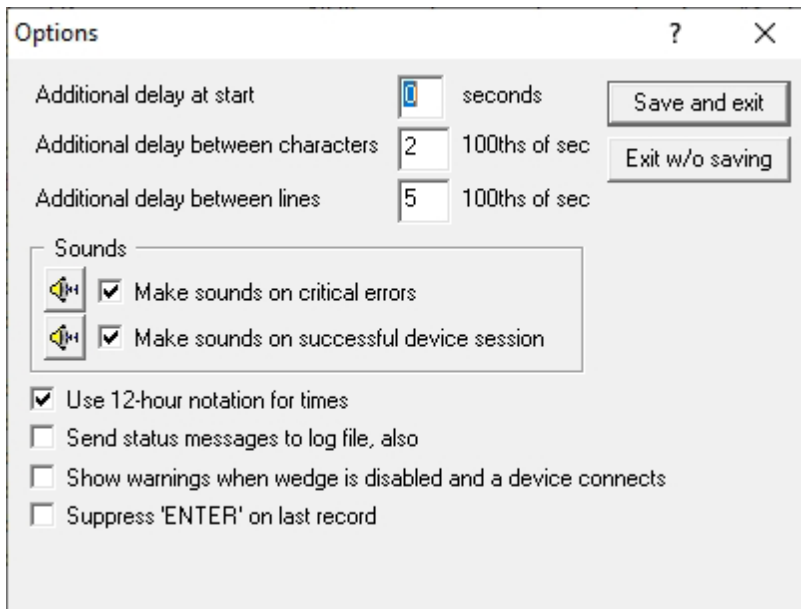 Options
Additional delay at start 0 seconds
Save and exit
Additional delay between characters 2 100ths of sec
Exit w/o saving
Additional delay between lines 5 100ths of sec
Sounds
Make sounds on critical errors
Make sounds on successful device session
Use 12-hour notation for times
Send status messages to log file, also
Show warnings when wedge is disabled and a device connects
Suppress 'ENTER' on last record